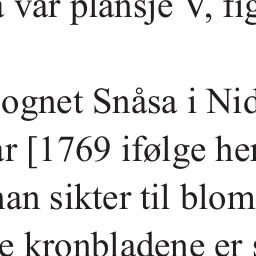 var plansje V, fig
ognet Snåsa i Nid
ar [1769 ifølge her
nan sikter til blom
e kronbladene er s